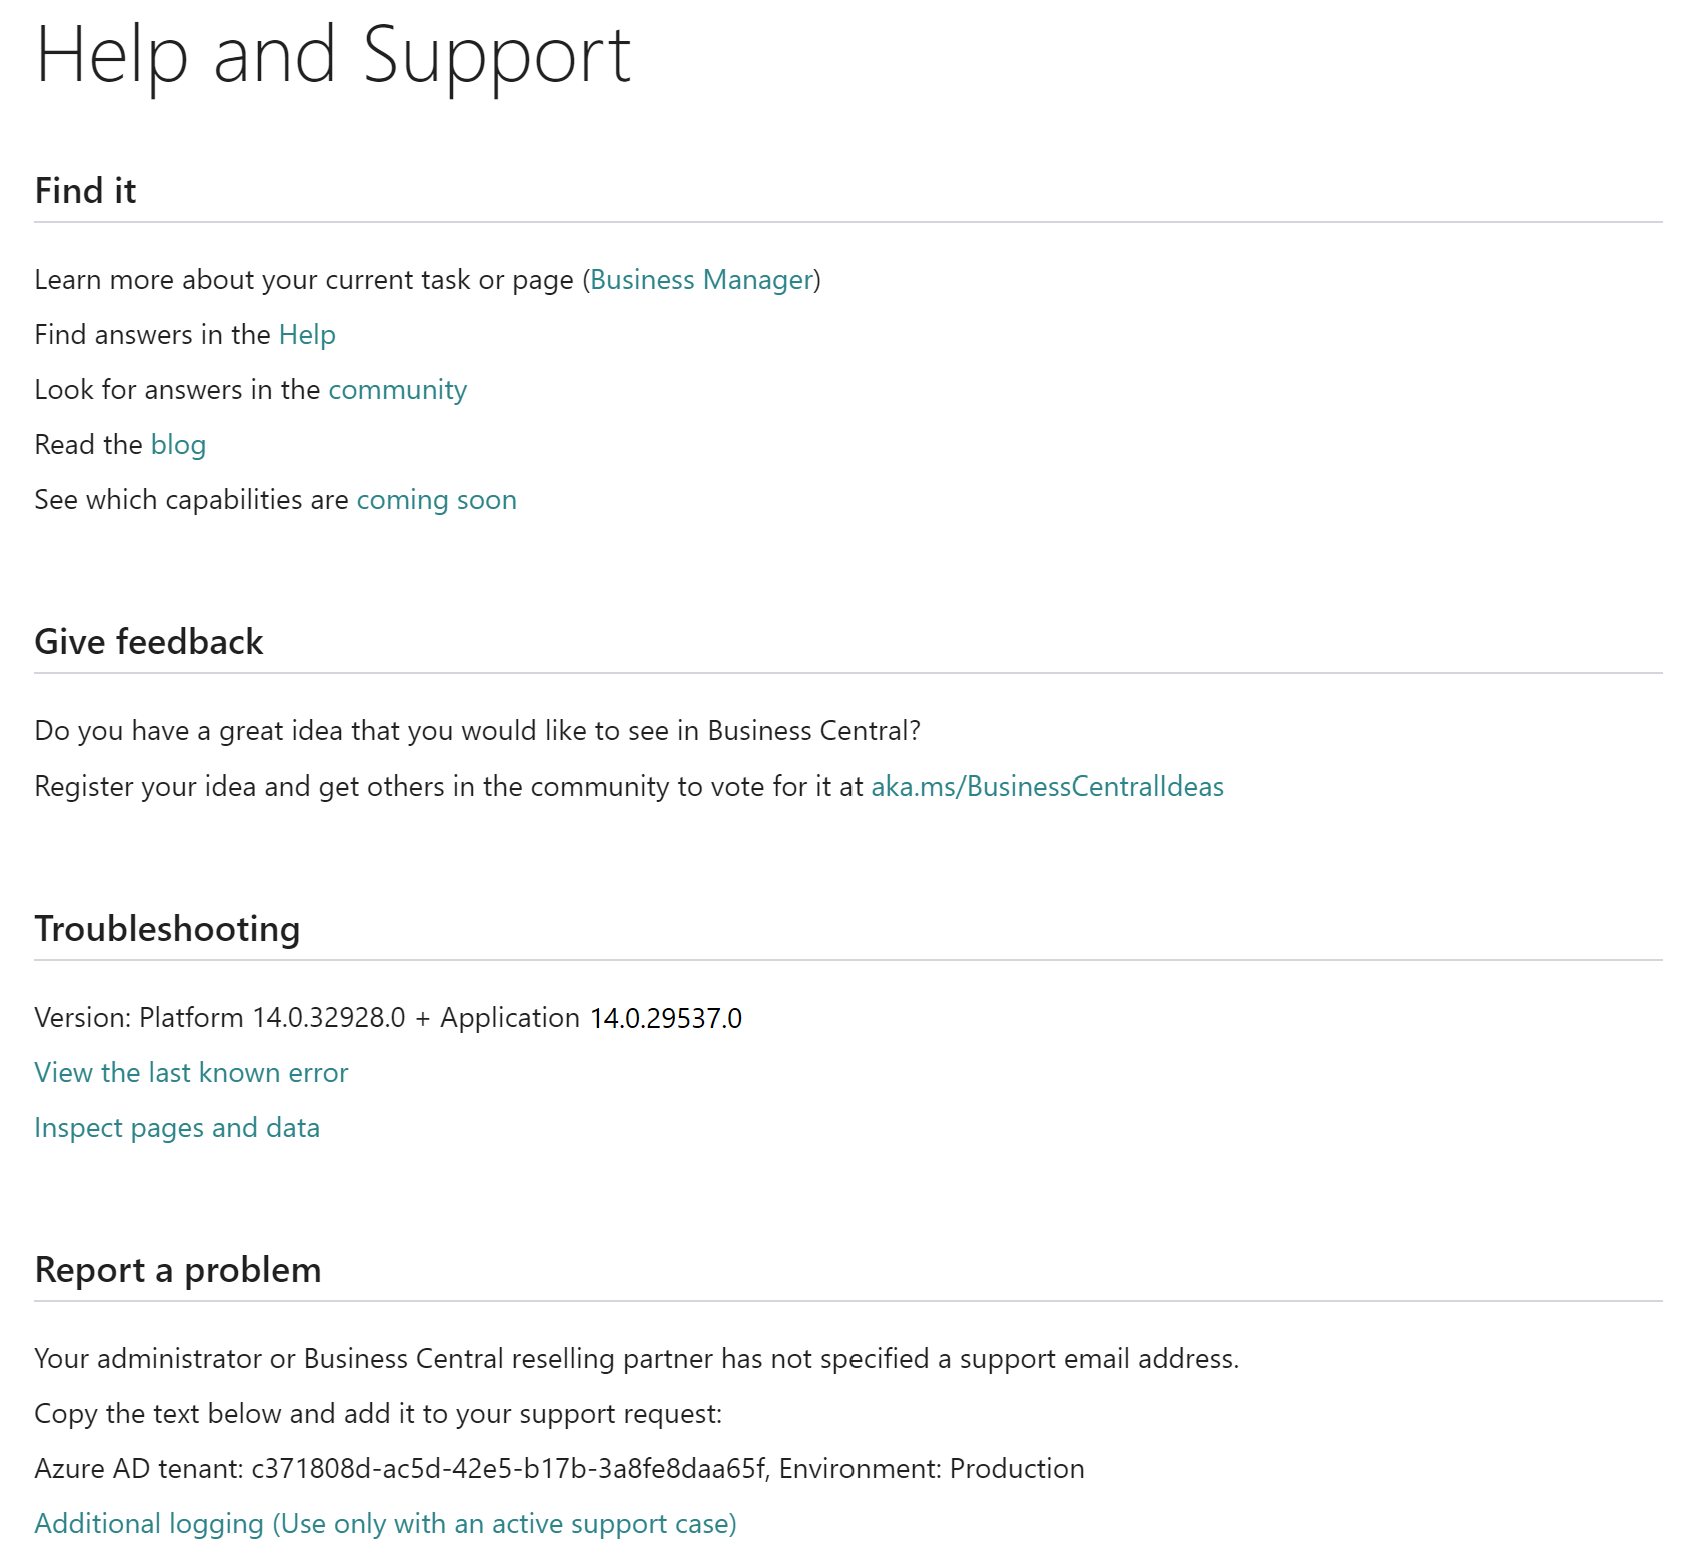 Help and Support
Find it
Learn more about your current task or page (Business Manager)
Find answers in the Help
Look for answers in the community
Read the blog
See which capabilities are coming soon
Give feedback
Do you have a great idea that you would like to see in Business Central?
Register your idea and get others in the community to vote for it at aka.ms/BusinessCentralIdeas
Troubleshooting
Version: Platform 14.0.32928.0 + Application 14.0.29537.0
View the last known error
Inspect pages and data
Report a problem
Your administrator or Business Central reselling partner has not specified a support email address.
Copy the text below and add it to your support request:
Azure AD tenant: c371808d-ac5d-42e5-b17b-3a8fe8daa65f, Environment: Production
Additional logging (Use only with an active support case)